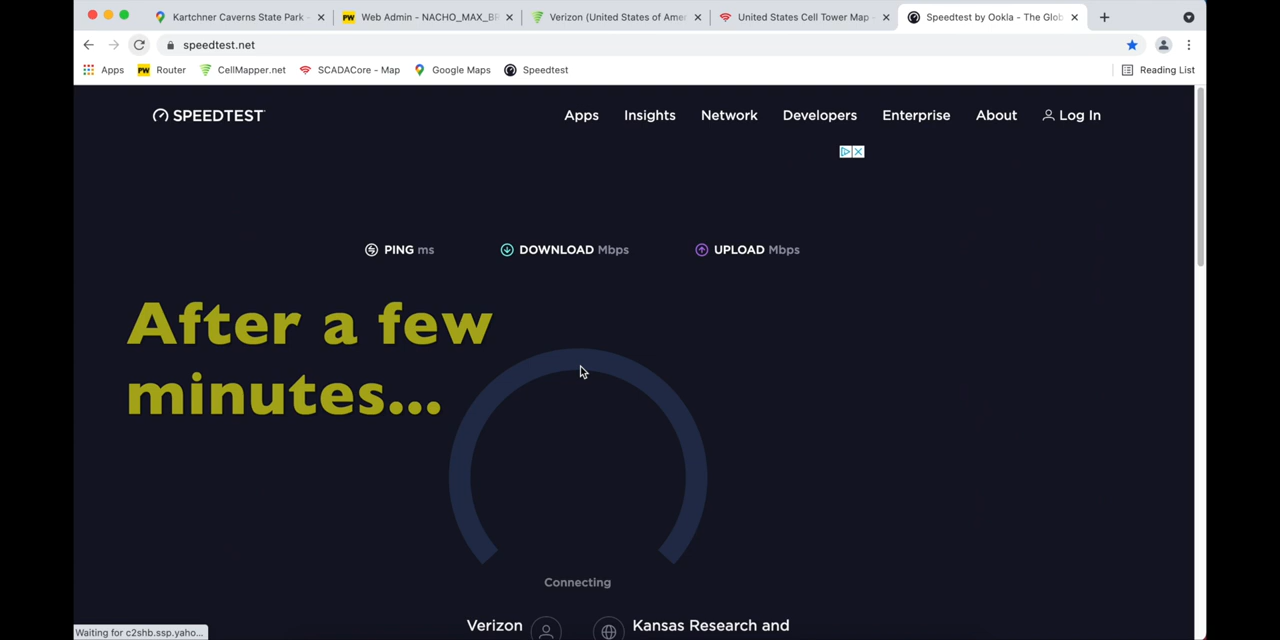 Kartchner Caverns State Park -
Web Admin - NACHO_MAX_BR
Verizon (United States of Amer
United States Cell Tower Map -
Speedtest by Ookla - The Glob
speedtest.net
Apps
PW Router
CellMapper.net
SCADACore - Map
Google Maps
Speedtest
Reading List
SPEEDTEST
Apps Insights Network Developers Enterprise About Log In
PING ms DOWNLOAD Mbps UPLOAD Mbps
After a few
minutes...
Connecting
Verizon Kansas Research and
Waiting for c2shb.ssp.yaho...